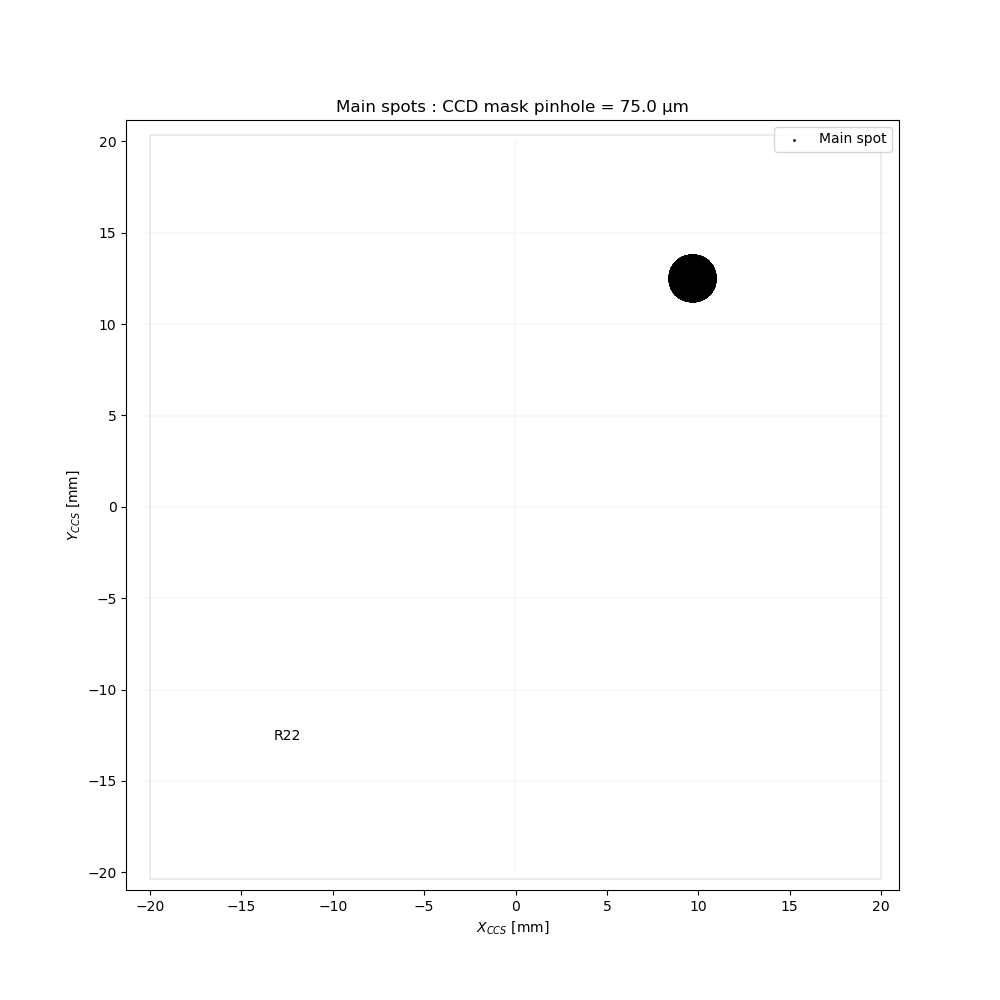 Main spots : CCD mask pinhole = 75.0 μm
Main spot
20
15
10
5
0
−5
−10
−15
−20
Y_CCS [mm]
R22
−20 −15 −10 −5 0 5 10 15 20
X_CCS [mm]